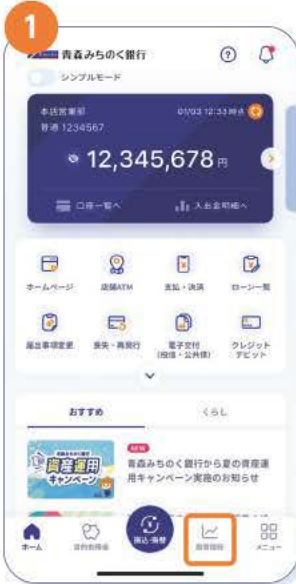 1
青森みちのく銀行
シンプルモード
本店営業部
01/03 12:33時点
普通 1234567
12,345,678 円
口座一覧へ
入出金明細へ
ホームページ
店舗ATM
支払・決済
ローン一覧
届出事項変更
喪失・再発行
電子交付
(投信・公共債)
クレジット
デビット
おすすめ
くらし
資産運用
キャンペーン
NEW
青森みちのく銀行から夏の資産運
用キャンペーン実施のお知らせ
ホーム
目的別預金
振込・振替
資産運用
メニュー